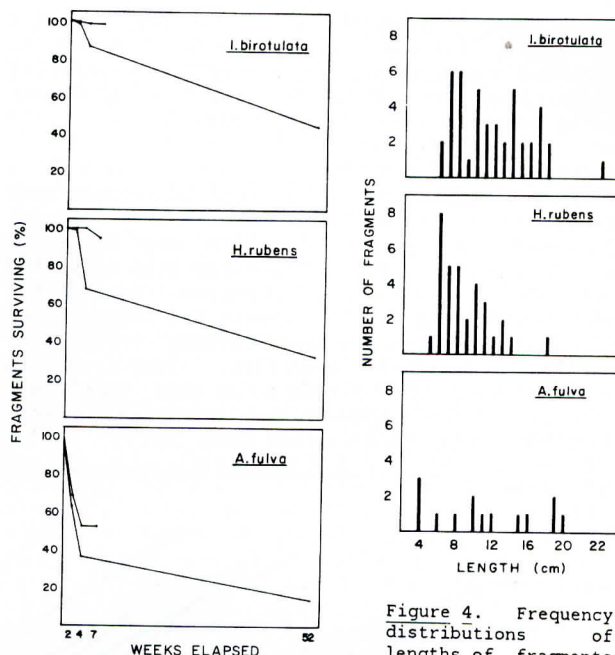 100
80
60
40
20
I. birotulata
100
80
60
40
20
H. rubens
100
80
60
40
20
A. fulva
2 4 7
52
WEEKS ELAPSED
FRAGMENTS SURVIVING (%)
8
6
4
2
I. birotulata
8
6
4
2
H. rubens
8
6
4
2
A. fulva
4 8 12 16 20 22
LENGTH (cm)
NUMBER OF FRAGMENTS
Figure 4. Frequency
distributions of
lengths of fragments